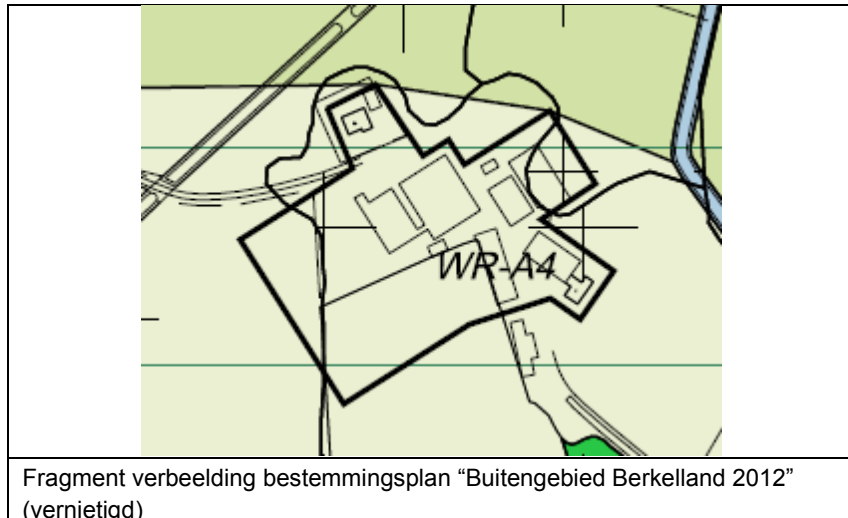 WR-A4
Fragment verbeelding bestemmingsplan “Buitengebied Berkelland 2012”
(vernietigd)